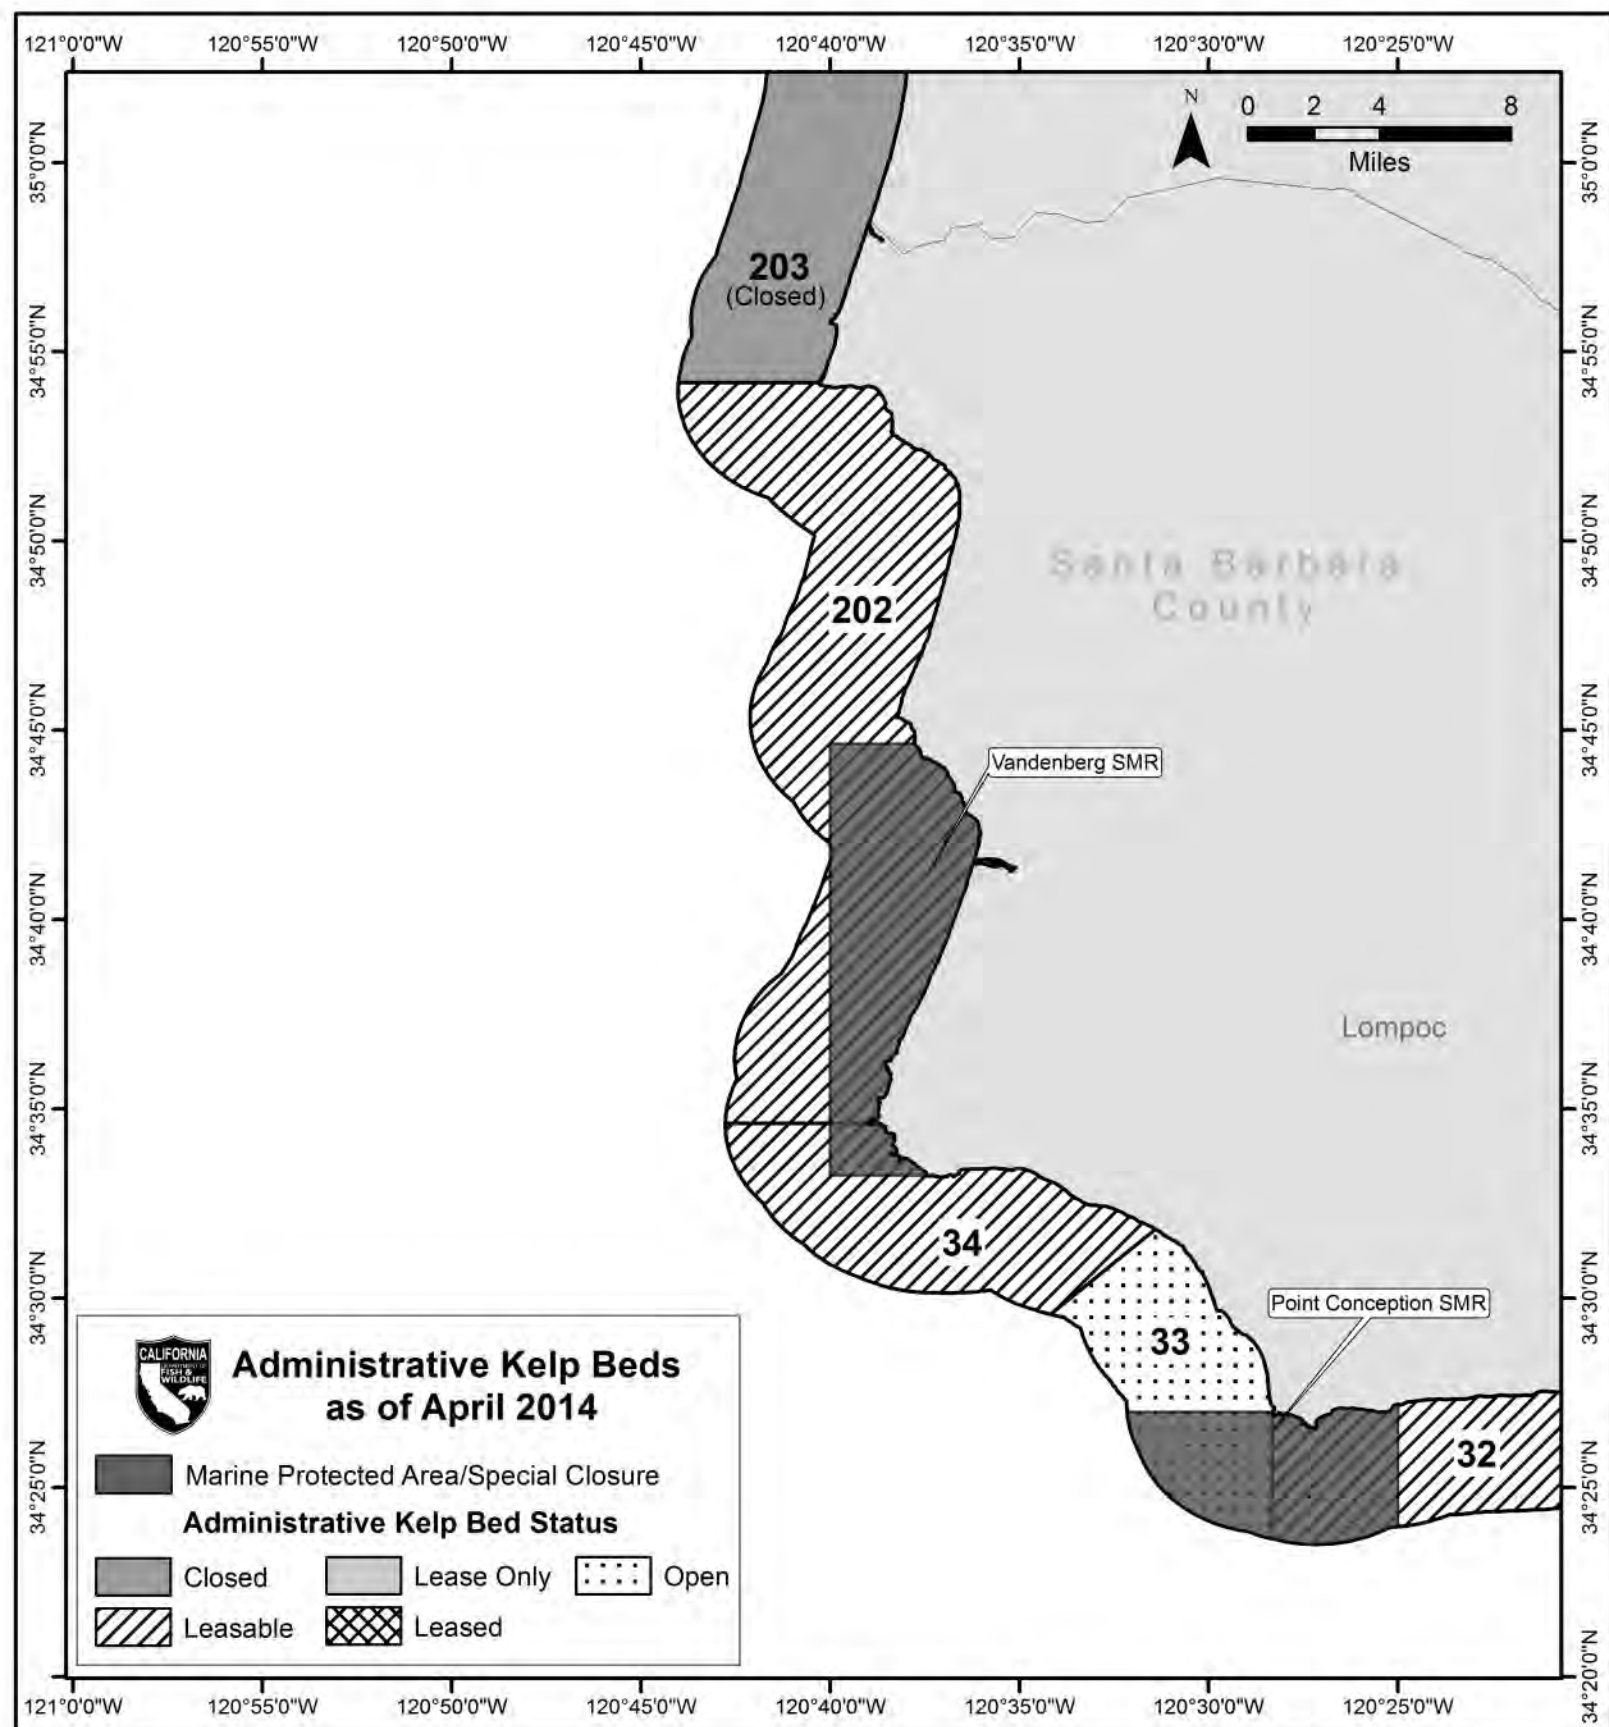 121°0'0"W 120°55'0"W 120°50'0"W 120°45'0"W 120°40'0"W 120°35'0"W 120°30'0"W 120°25'0"W
N
0 2 4 8
Miles
35°0'0"N 35°0'0"N
203
(Closed)
34°55'0"N 34°55'0"N
34°50'0"N 34°50'0"N
Santa Barbara
County
202
34°45'0"N 34°45'0"N
Vandenberg SMR
34°40'0"N 34°40'0"N
Lompoc
34°35'0"N 34°35'0"N
34
34°30'0"N 34°30'0"N
Point Conception SMR
33
32
34°25'0"N 34°25'0"N
CALIFORNIA
DEPARTMENT OF
FISH &
WILDLIFE
Administrative Kelp Beds
as of April 2014
Marine Protected Area/Special Closure
Administrative Kelp Bed Status
Closed Lease Only Open
Leasable Leased
34°20'0"N
121°0'0"W 120°55'0"W 120°50'0"W 120°45'0"W 120°40'0"W 120°35'0"W 120°30'0"W 120°25'0"W